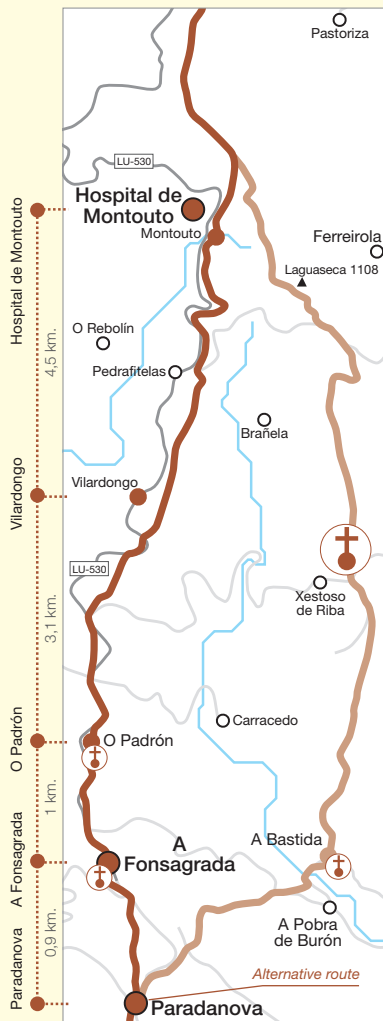 Pastoriza
LU-530
Hospital de
Montouto
Montouto
Ferreirola
Laguaseca 1108
O Rebolín
Pedrafitelas
Brañela
Vilardongo
LU-530
Xestoso
de Riba
O Padrón
Carracedo
A
Fonsagrada
A Bastida
A Pobra
de Burón
Alternative route
Paradanova
Hospital de Montouto
4,5 km.
Vilardongo
3,1 km.
O Padrón
1 km.
A Fonsagrada
0,9 km.
Paradanova